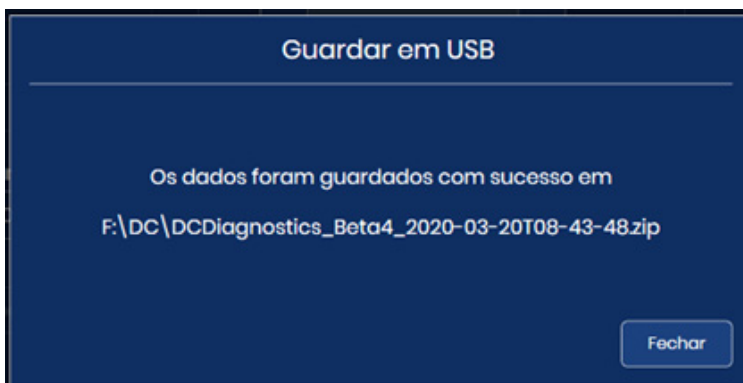 Guardar em USB
Os dados foram guardados com sucesso em
F:\DC\DCDiagnostics_Beta4_2020-03-20T08-43-48.zip
Fechar